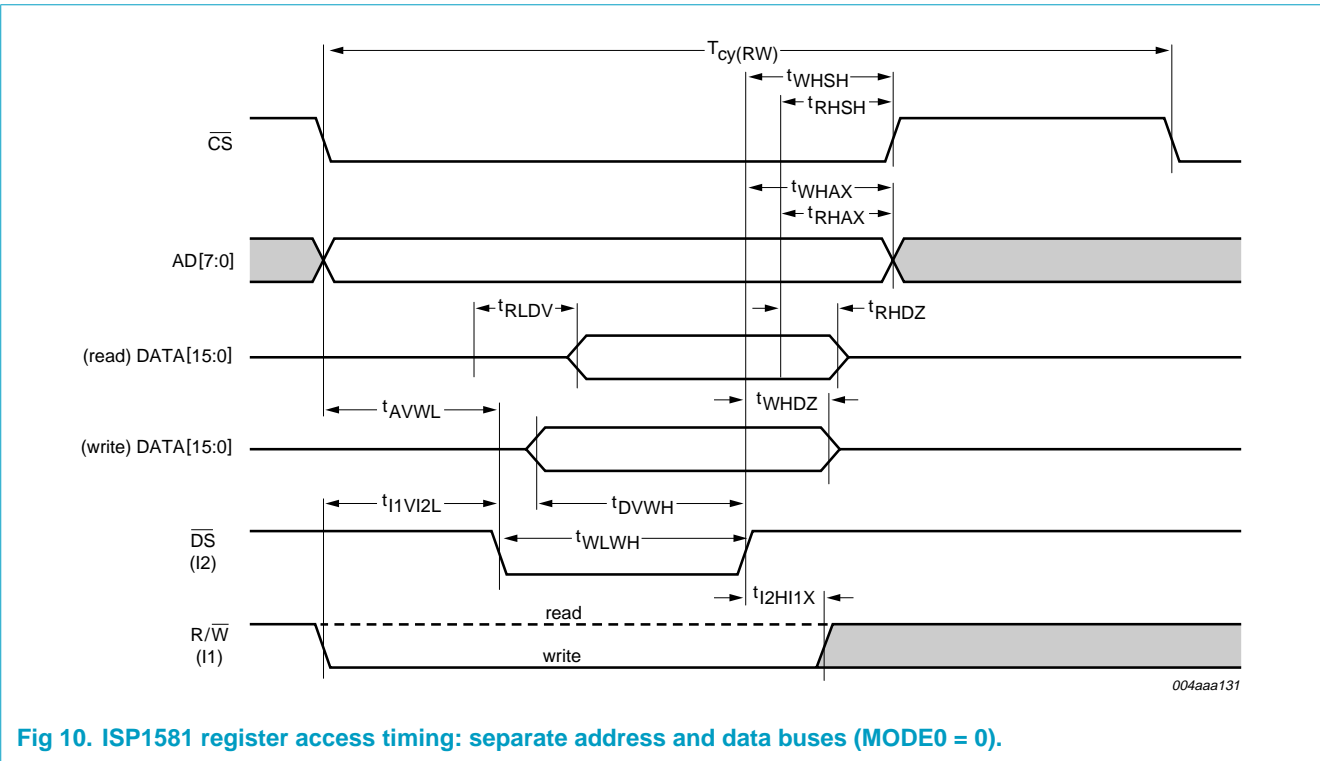 Tcy(RW)
tWHSH
tRHSH
CS
tWHAX
tRHAX
AD[7:0]
tRLDV
tRHDZ
(read) DATA[15:0]
tAVWL
tWHDZ
(write) DATA[15:0]
tI1VI2L
tDVWH
DS
(I2)
tWLWH
tI2HI1X
read
R/W
(I1)
write
004aaa131
Fig 10. ISP1581 register access timing: separate address and data buses (MODE0 = 0).